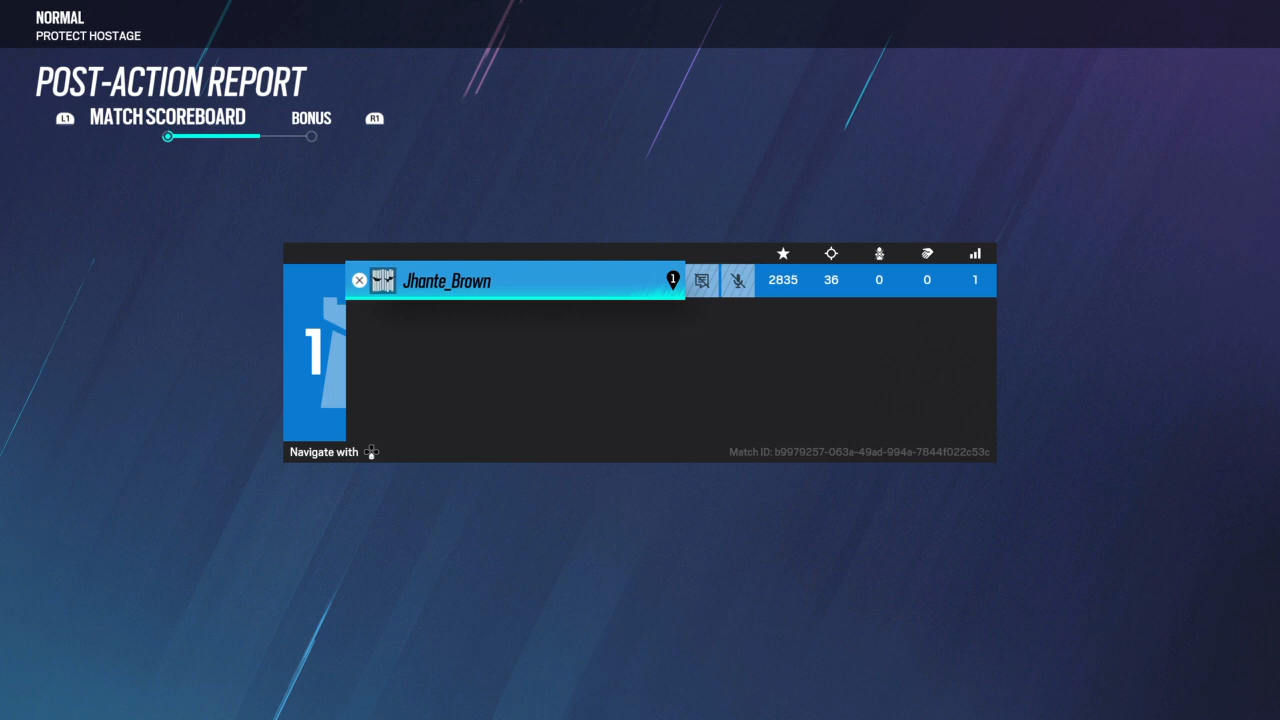 NORMAL
PROTECT HOSTAGE
POST-ACTION REPORT
L1 MATCH SCOREBOARD BONUS R1
Jhante_Brown 1 2835 36 0 0 1
1
Navigate with
Match ID: b9979257-063a-49ad-994a-7844f022c53c